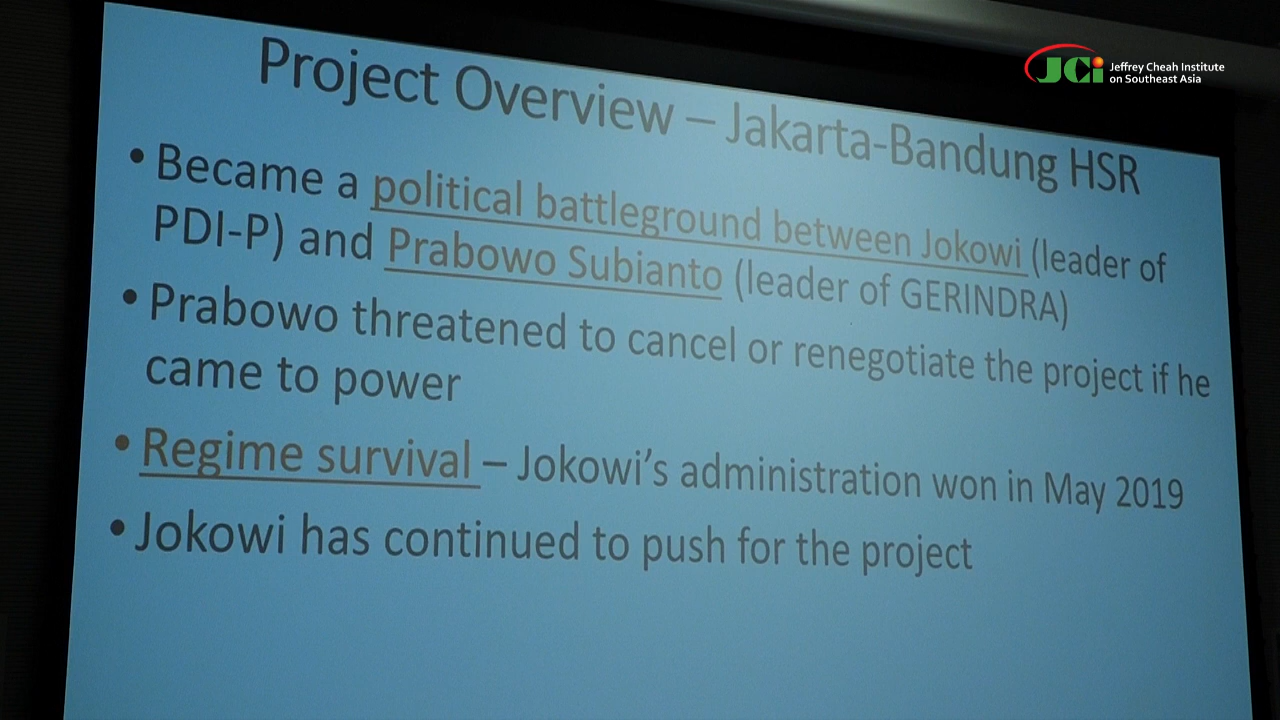 JCi Jeffrey Cheah Institute
on Southeast Asia
Project Overview – Jakarta-Bandung HSR
• Became a political battleground between Jokowi (leader of
PDI-P) and Prabowo Subianto (leader of GERINDRA)
• Prabowo threatened to cancel or renegotiate the project if he
came to power
• Regime survival – Jokowi's administration won in May 2019
• Jokowi has continued to push for the project